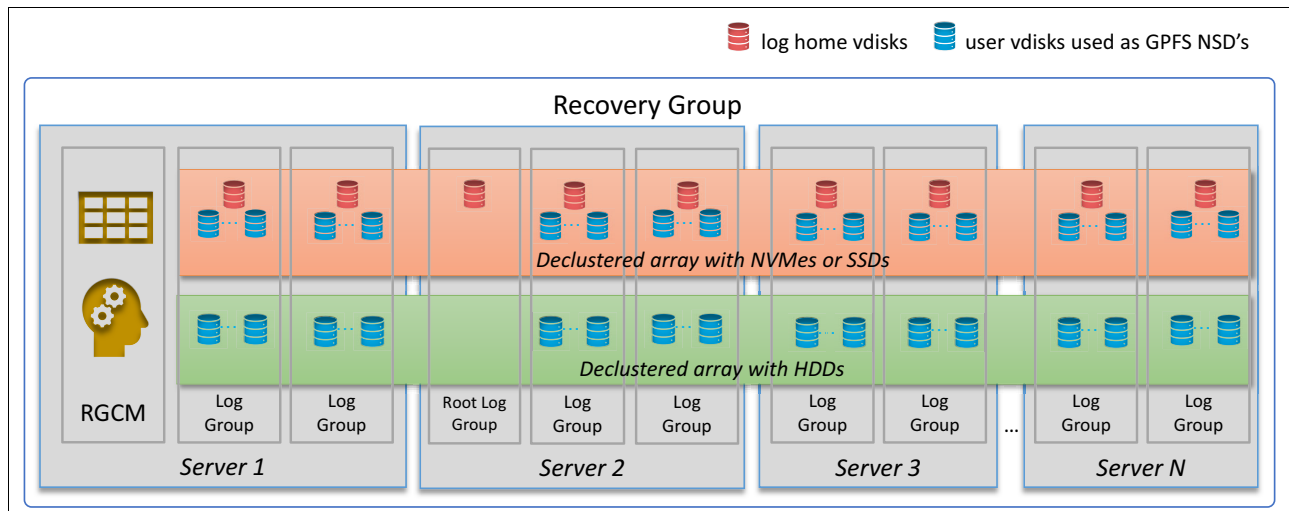 log home vdisks
user vdisks used as GPFS NSD's
Recovery Group
Declustered array with NVMes or SSDs
Declustered array with HDDs
RGCM
Log
Group
Log
Group
Root Log
Group
Log
Group
Log
Group
Log
Group
Log
Group
...
Log
Group
Log
Group
Server 1
Server 2
Server 3
Server N